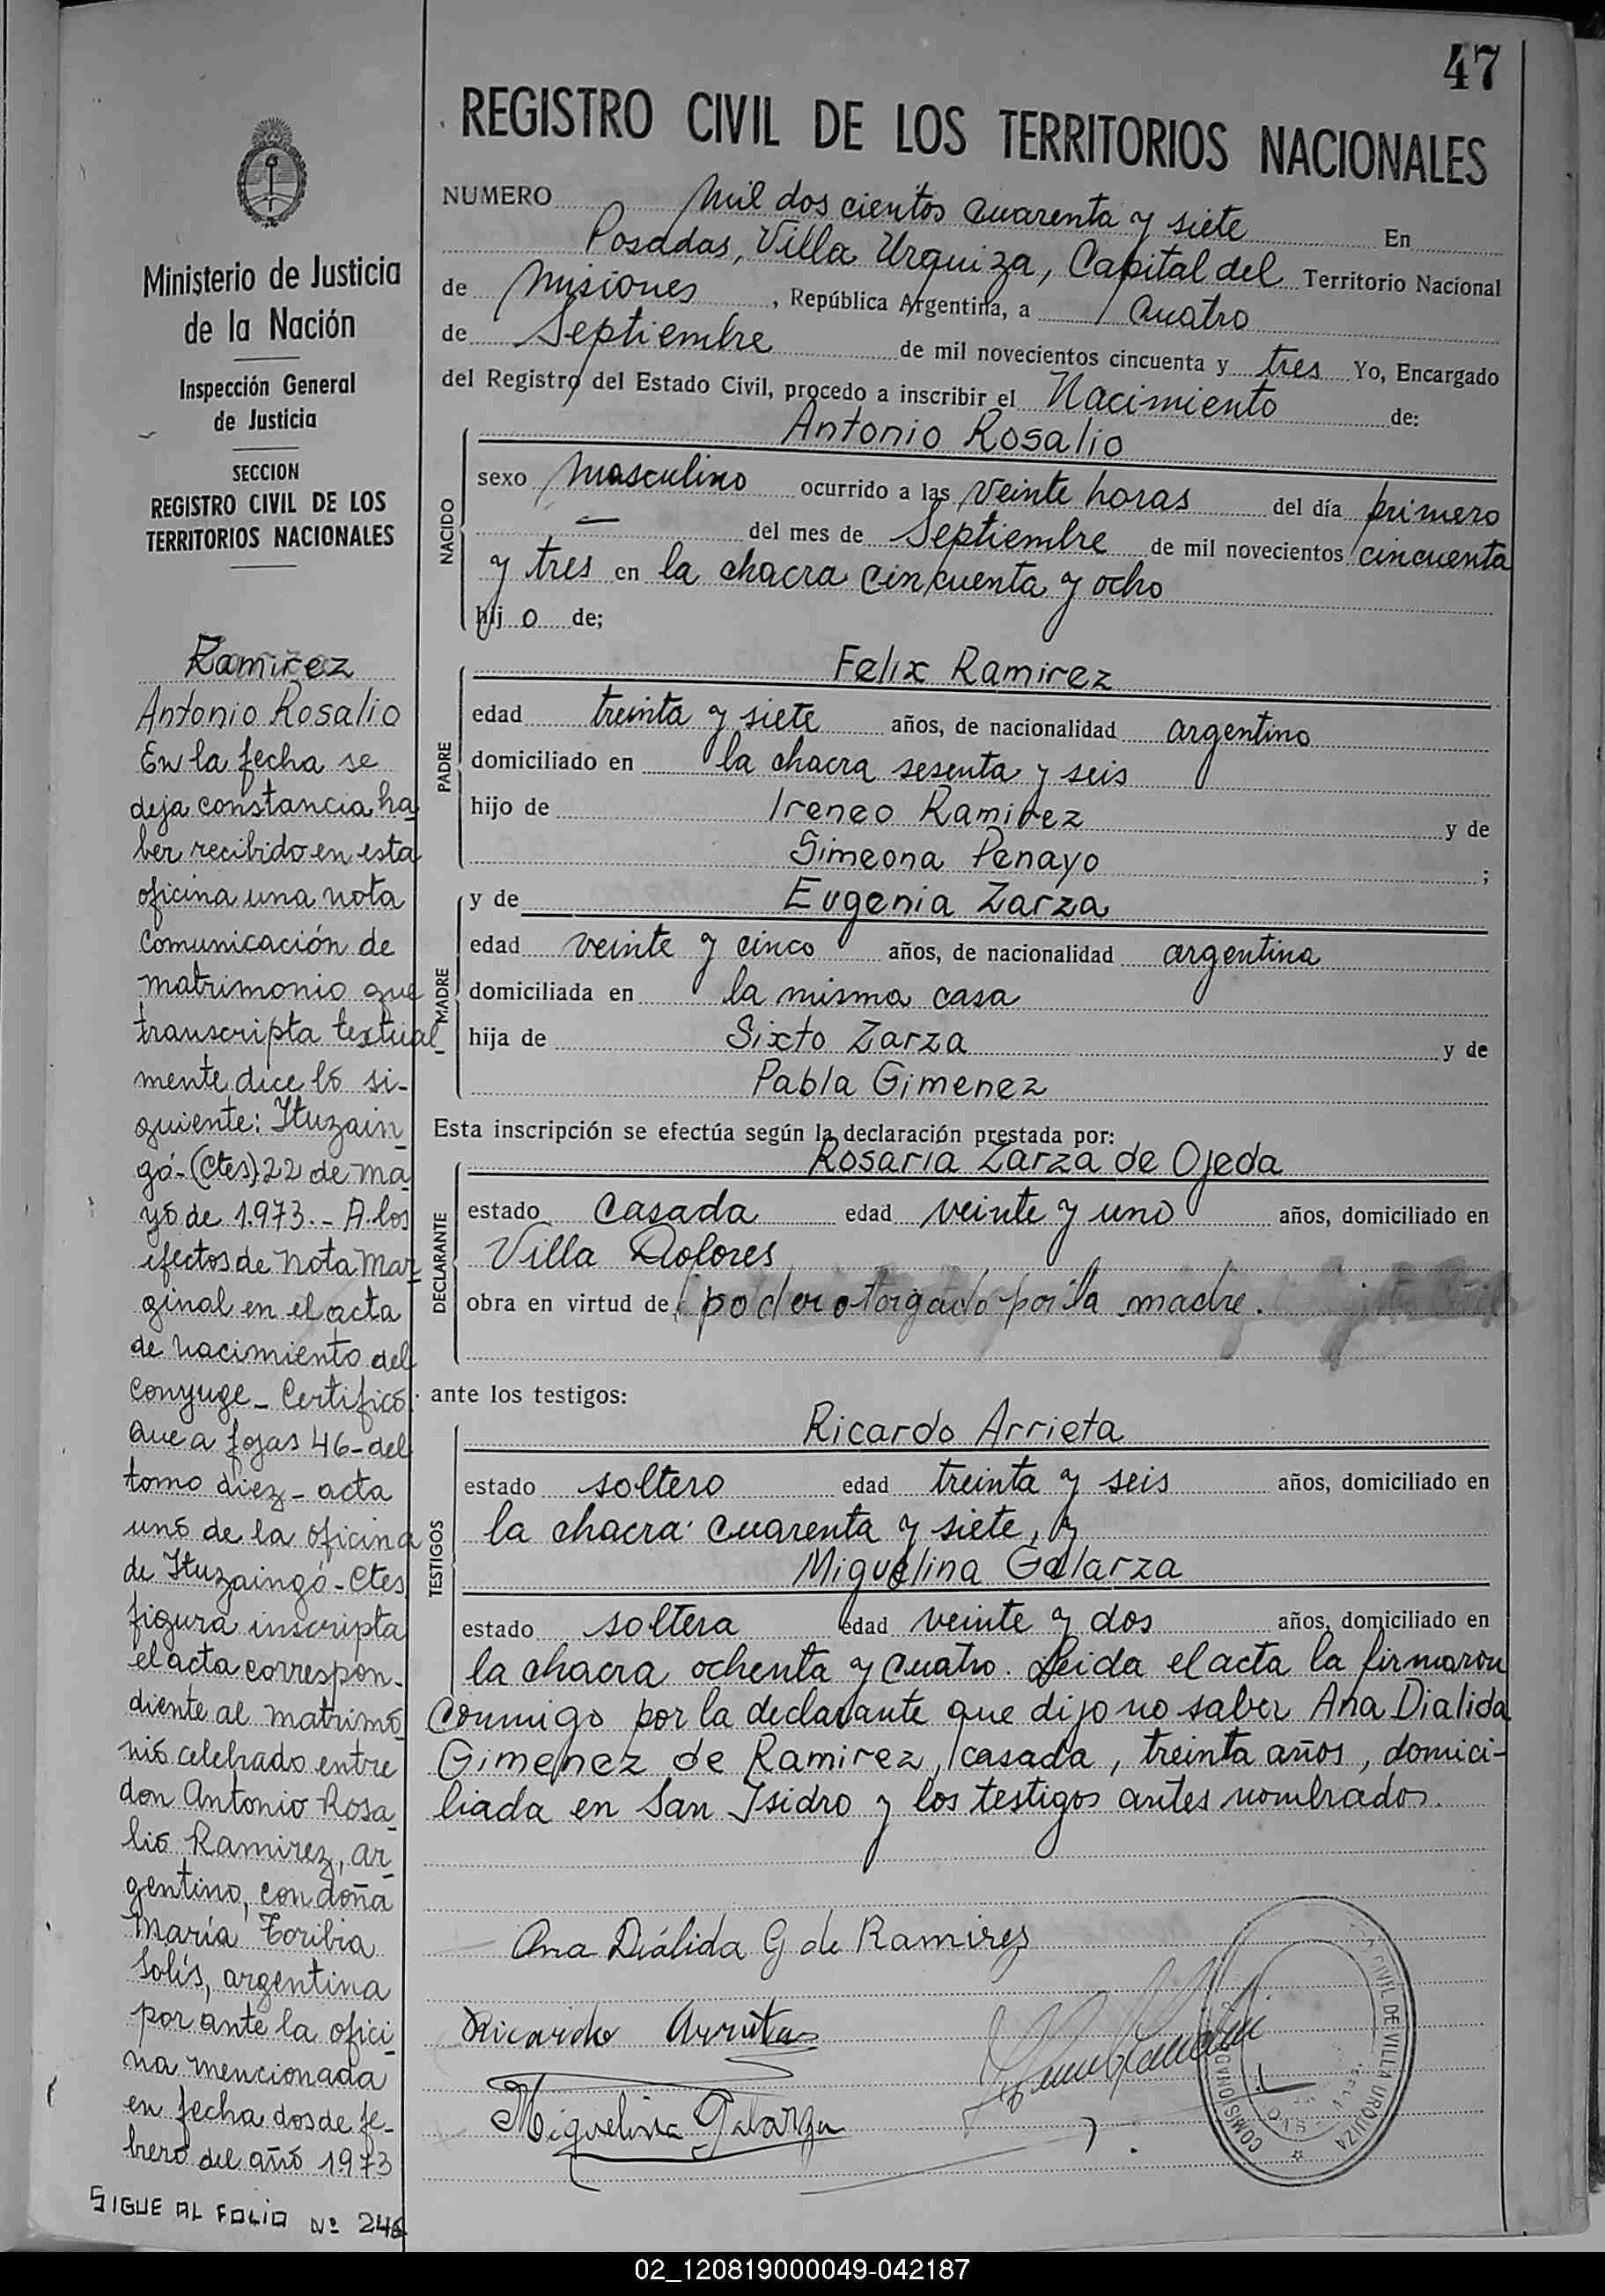 47
REGISTRO CIVIL DE LOS TERRITORIOS NACIONALES
Ministerio de Justicia
de la Nación
Inspección General
de Justicia
SECCION
REGISTRO CIVIL DE LOS
TERRITORIOS NACIONALES
Ramirez
Antonio Rosalio
En la fecha se
deja constancia ha
ber recibido en esta
oficina una nota
comunicación de
matrimonio que
transcripta textual
mente dice lo si-
guiente: Ituzain
gó-(Ctes) 22 de ma
yo de 1.973.- A los
efectos de nota mar
ginal en el acta
de nacimiento del
conyuge - Certifico:
que a fojas 46-del
tomo diez - acta
uno de la oficina
de Ituzaingó-Ctes
figura inscripta
el acta correspon-
diente al matrimo
nio celebrado entre
don Antonio Rosa
lio Ramirez, ar
gentino, con doña
María Toribia
Solís, argentina
por ante la ofici
na mencionada
en fecha dos de fe-
brero del año 1973
SIGUE AL FOLIO Nº 246
NUMERO Mil dos cientos cuarenta y siete En
Posadas, Villa Urquiza, Capital del Territorio Nacional
de Misiones, República Argentina, a cuatro
de Septiembre de mil novecientos cincuenta y tres Yo, Encargado
del Registro del Estado Civil, procedo a inscribir el Nacimiento de:
Antonio Rosalio
NACIDO
sexo masculino ocurrido a las veinte horas del día primero
— del mes de Septiembre de mil novecientos cincuenta
y tres en la chacra cincuenta y ocho
hijo de;
Felix Ramirez
PADRE
edad treinta y siete años, de nacionalidad argentino
domiciliado en la chacra sesenta y seis
hijo de Ireneo Ramirez y de
Simeona Penayo ;
y de Eugenia Zarza
MADRE
edad veinte y cinco años, de nacionalidad argentina
domiciliada en la misma casa
hija de Sixto Zarza y de
Pabla Gimenez
Esta inscripción se efectúa según la declaración prestada por:
Rosaria Zarza de Ojeda
DECLARANTE
estado casada edad veinte y uno años, domiciliado en
Villa Dolores
obra en virtud de poder otorgado por la madre.
ante los testigos:
Ricardo Arrieta
TESTIGOS
estado soltero edad treinta y seis años, domiciliado en
la chacra cuarenta y siete, y
Miguelina Galarza
estado soltera edad veinte y dos años, domiciliado en
la chacra ochenta y cuatro. Leida el acta la firmaron
conmigo por la declarante que dijo no saber Ana Dialida
Gimenez de Ramirez, casada, treinta años, domici-
liada en San Isidro y los testigos antes nombrados.
Ana Diálida G de Ramires
Ricardo Arrieta
Miguelina Galarza
CIVIL DE VILLA URQUIZA
COMISIONADO
02_120819000049-042187